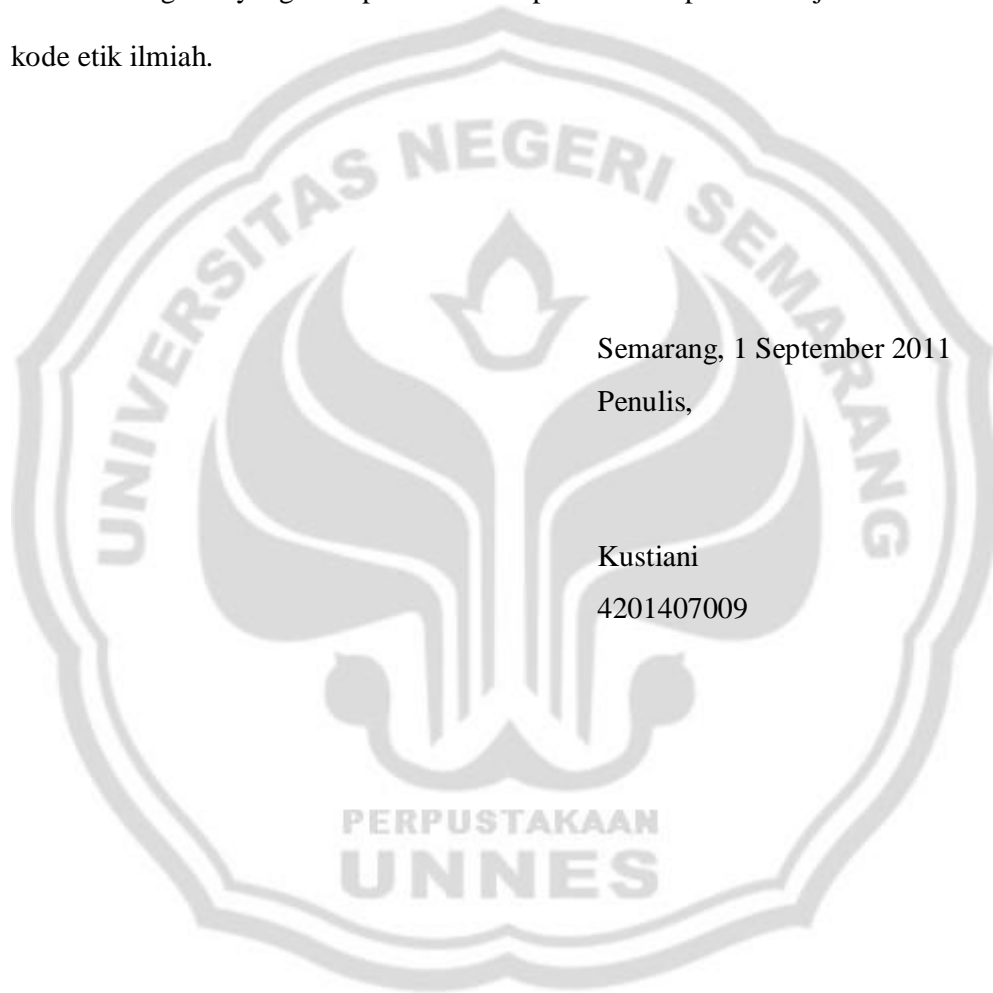 kode etik ilmiah.
UNIVERSITAS NEGERI SEMARANG
Semarang, 1 September 2011
Penulis,
Kustiani
4201407009
PERPUSTAKAAN
UNNES